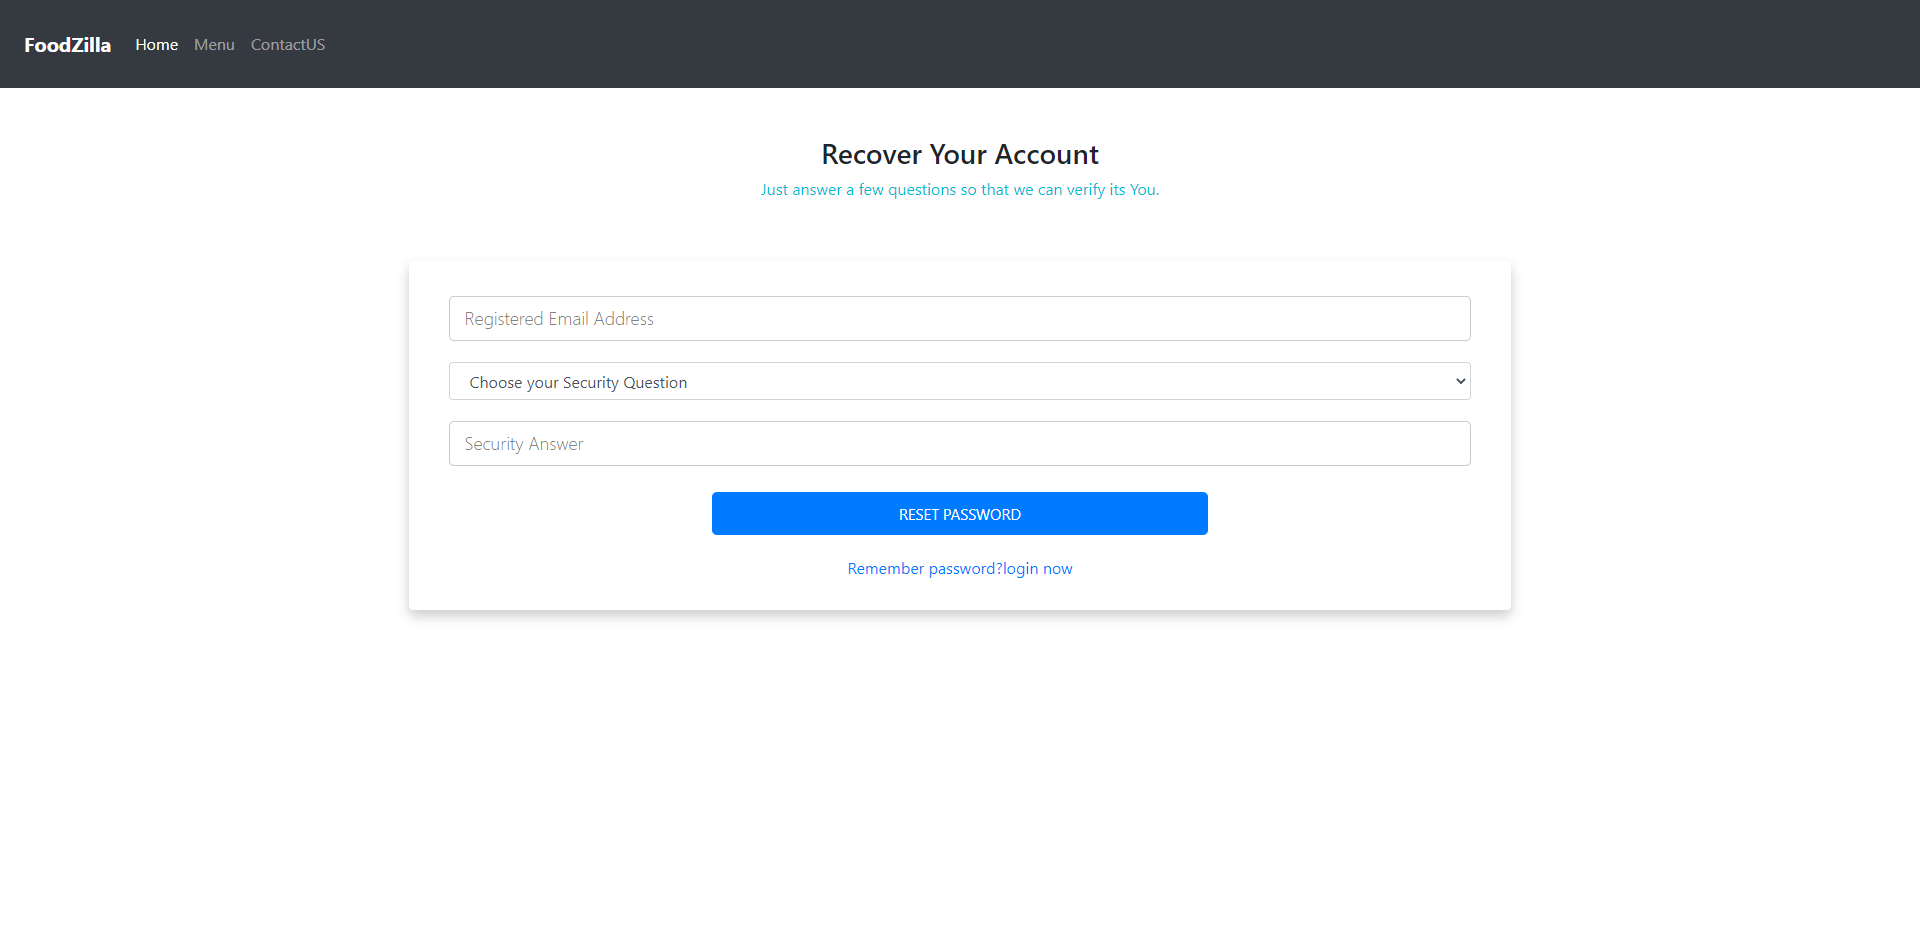 FoodZilla Home Menu ContactUS
Recover Your Account
Just answer a few questions so that we can verify its You.
Registered Email Address
Choose your Security Question
Security Answer
RESET PASSWORD
Remember password?login now